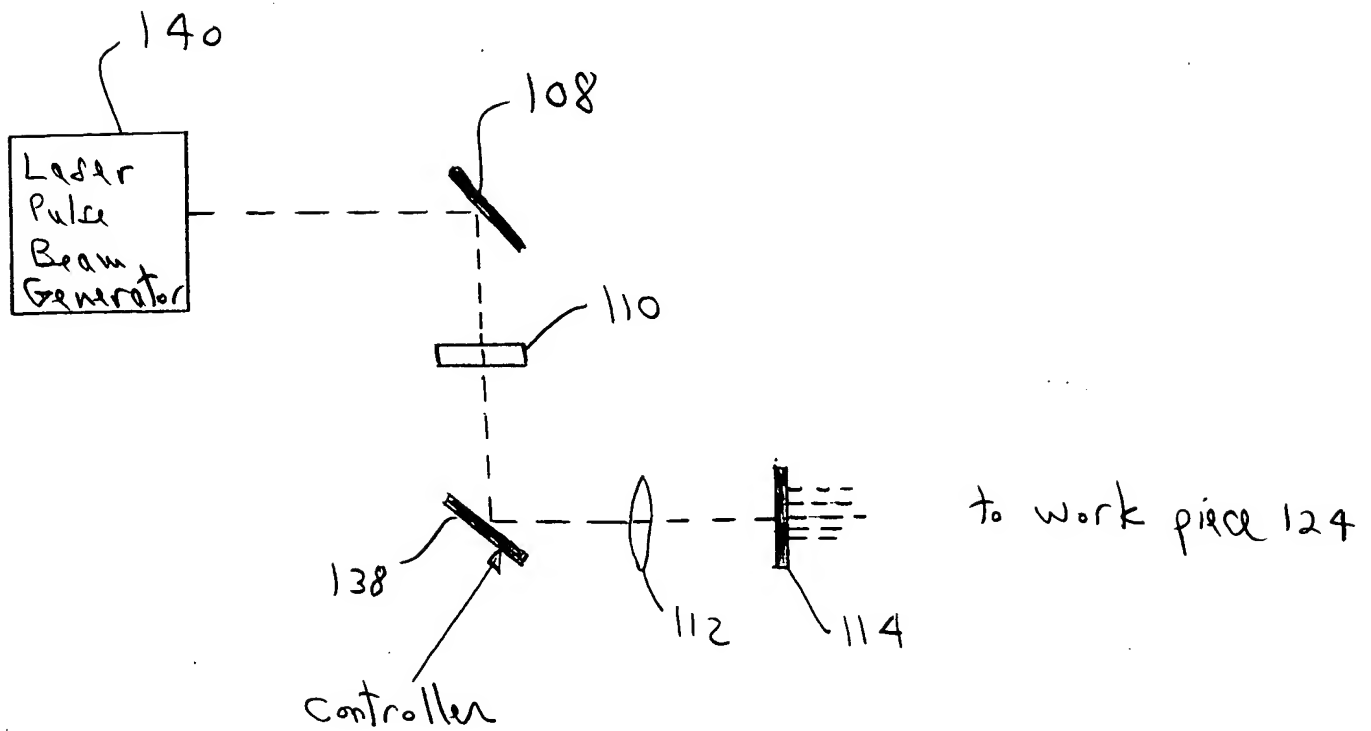 140
108
Laser
Pulse
Beam
Generator
110
to work piece 124
138
112
114
controller